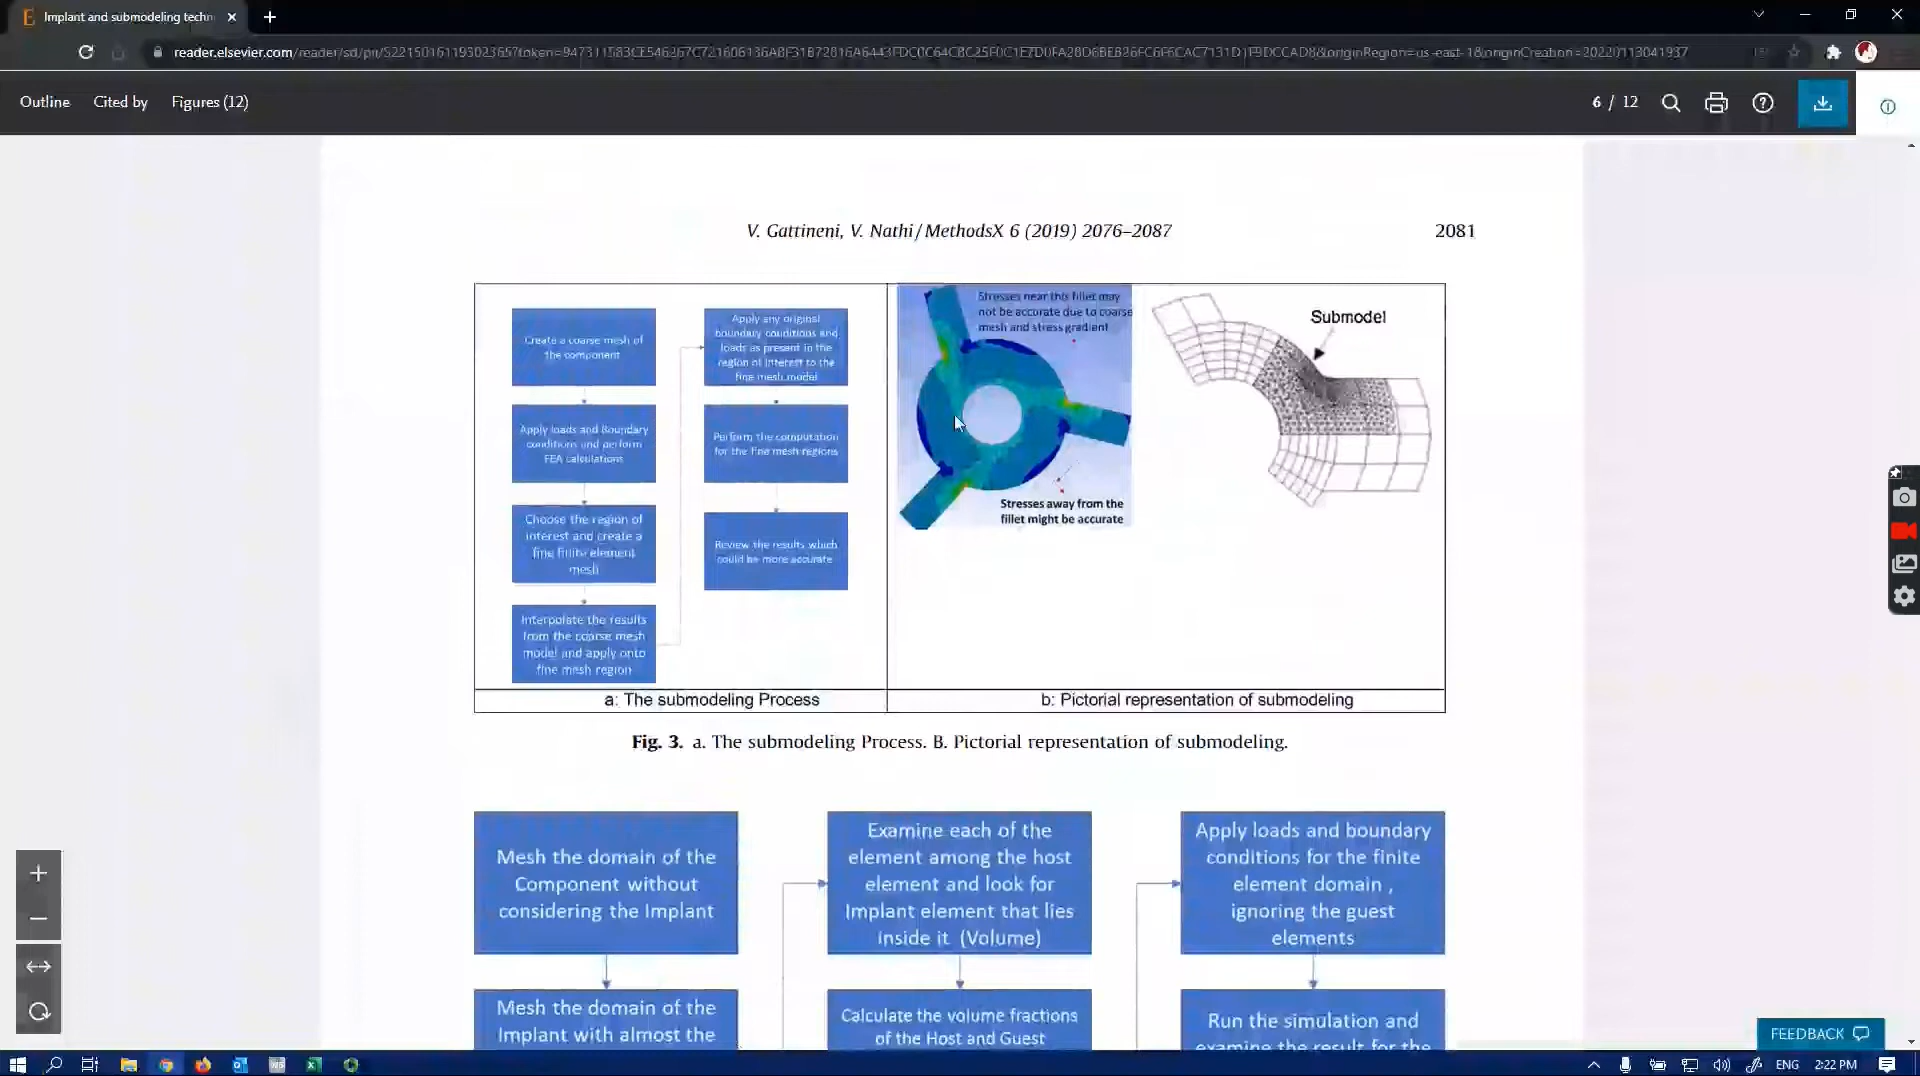 Implant and submodeling techn
reader.elsevier.com
Outline
Cited by
Figures (12)
6 / 12
V. Gattineni, V. Nathi / MethodsX 6 (2019) 2076–2087
2081
Create a coarse mesh of
the component
Apply loads and Boundary
conditions and perform
FEA calculations
Choose the region of
interest and create a
fine finite element
mesh
Interpolate the results
from the coarse mesh
model and apply onto
fine mesh region
Apply any original
boundary conditions and
loads as present in the
region of interest to the
fine mesh model
Perform the computation
for the fine mesh regions
Review the results which
could be more accurate
Stresses near this fillet may
not be accurate due to coarse
mesh and stress gradient
Stresses away from the
fillet might be accurate
Submodel
a: The submodeling Process
b: Pictorial representation of submodeling
Fig. 3. a. The submodeling Process. B. Pictorial representation of submodeling.
Mesh the domain of the
Component without
considering the Implant
Mesh the domain of the
Implant with almost the
Examine each of the
element among the host
element and look for
Implant element that lies
inside it (Volume)
Calculate the volume fractions
of the Host and Guest
Apply loads and boundary
conditions for the finite
element domain ,
ignoring the guest
elements
Run the simulation and
examine the result for the
FEEDBACK
ENG
2:22 PM